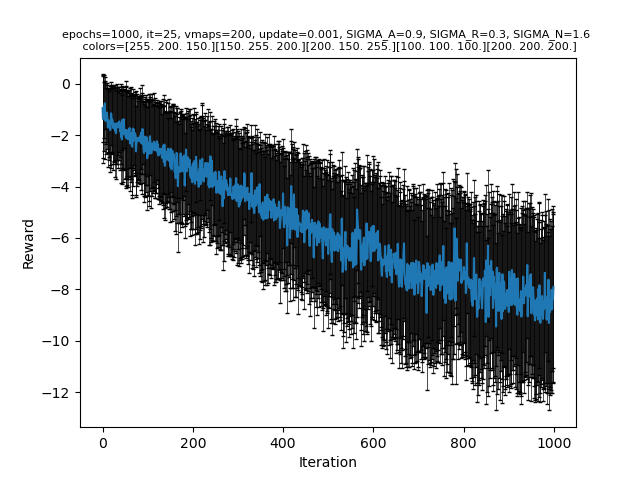 epochs=1000, it=25, vmaps=200, update=0.001, SIGMA_A=0.9, SIGMA_R=0.3, SIGMA_N=1.6
colors=[255. 200. 150.][150. 255. 200.][200. 150. 255.][100. 100. 100.][200. 200. 200.]
0
−2
−4
−6
−8
−10
−12
Reward
0 200 400 600 800 1000
Iteration